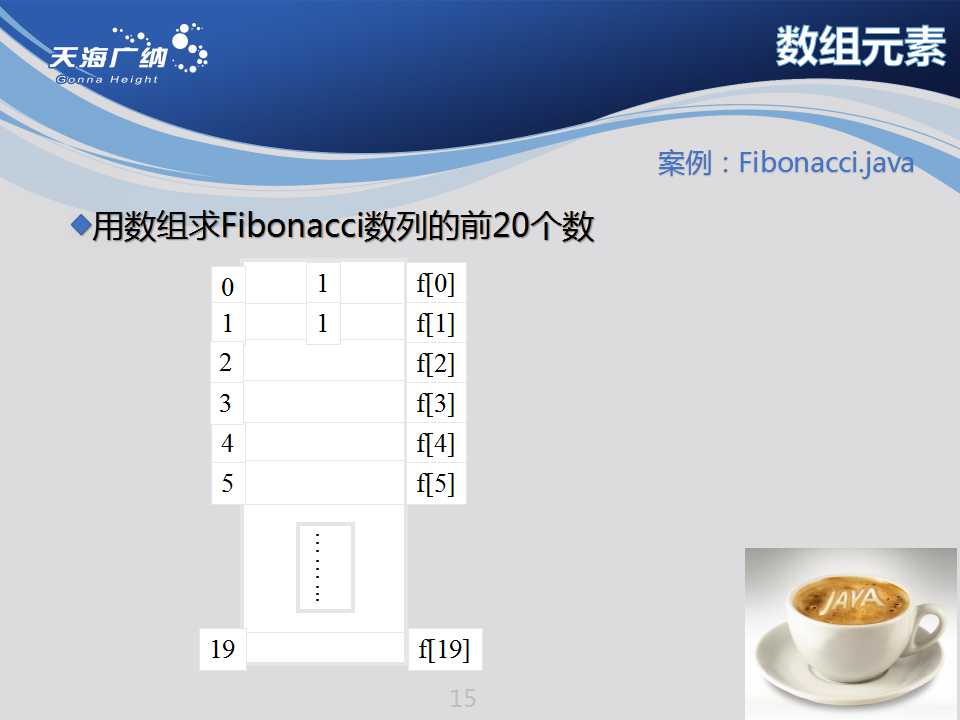 天海广纳
Gonna Height
数组元素
案例：Fibonacci.java
用数组求Fibonacci数列的前20个数
0 1 f[0]
1 1 f[1]
2 f[2]
3 f[3]
4 f[4]
5 f[5]
………
19 f[19]
JAVA
15